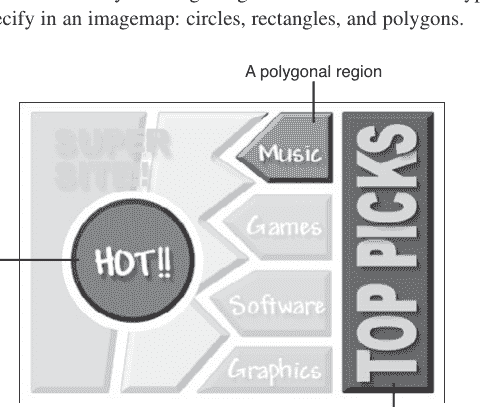 ecify in an imagemap: circles, rectangles, and polygons.
A polygonal region
SUPER
SITE!
Music
Games
HOT!!
Software
Graphics
TOP PICKS